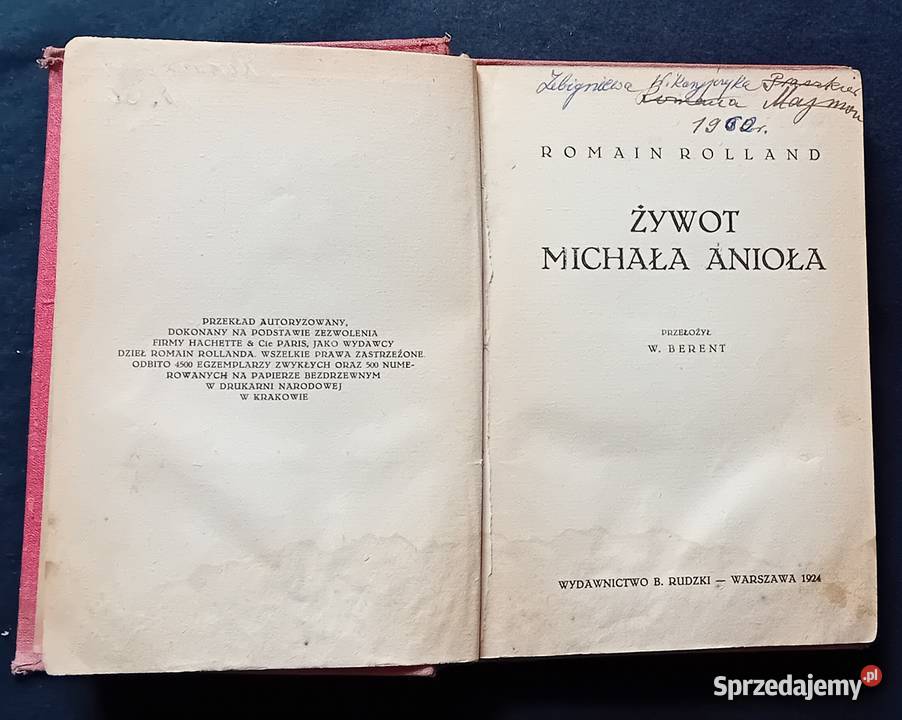 PRZEKŁAD AUTORYZOWANY,
DOKONANY NA PODSTAWIE ZEZWOLENIA
FIRMY HACHETTE & Cie PARIS, JAKO WYDAWCY
DZIEŁ ROMAIN ROLLANDA. WSZELKIE PRAWA ZASTRZEŻONE.
ODBITO 4500 EGZEMPLARZY ZWYKŁYCH ORAZ 500 NUME-
ROWANYCH NA PAPIERZE BEZDRZEWNYM
W DRUKARNI NARODOWEJ
W KRAKOWIE
Zbigniewa
Romana
1962r.
ROMAIN ROLLAND
ŻYWOT
MICHAŁA ANIOŁA
PRZEŁOŻYŁ
W. BERENT
WYDAWNICTWO B. RUDZKI — WARSZAWA 1924
Sprzedajemy.pl